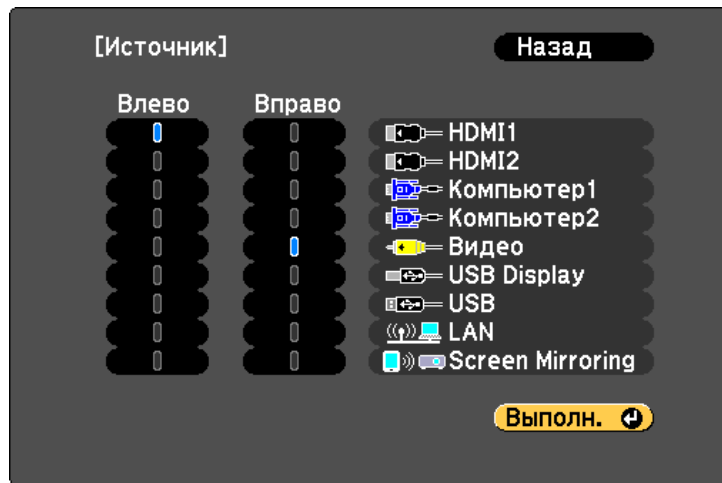 [Источник]
Назад
Влево Вправо
HDMI1
HDMI2
Компьютер1
Компьютер2
Видео
USB Display
USB
LAN
Screen Mirroring
Выполн.